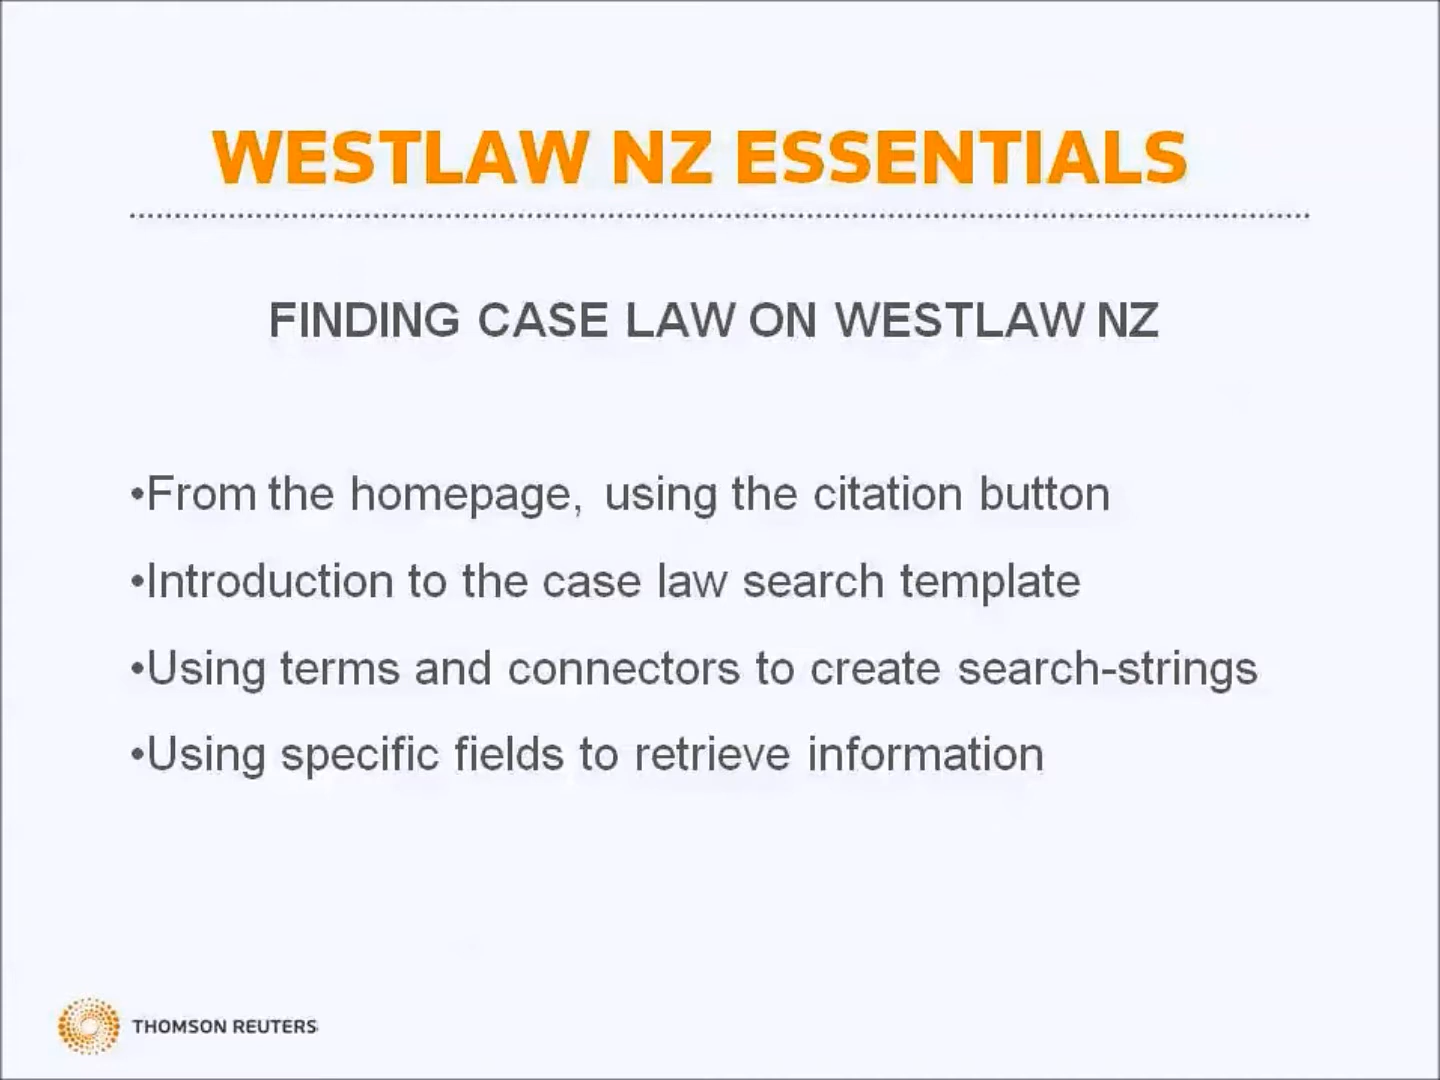 WESTLAW NZ ESSENTIALS
FINDING CASE LAW ON WESTLAW NZ
•From the homepage, using the citation button
•Introduction to the case law search template
•Using terms and connectors to create search-strings
•Using specific fields to retrieve information
THOMSON REUTERS